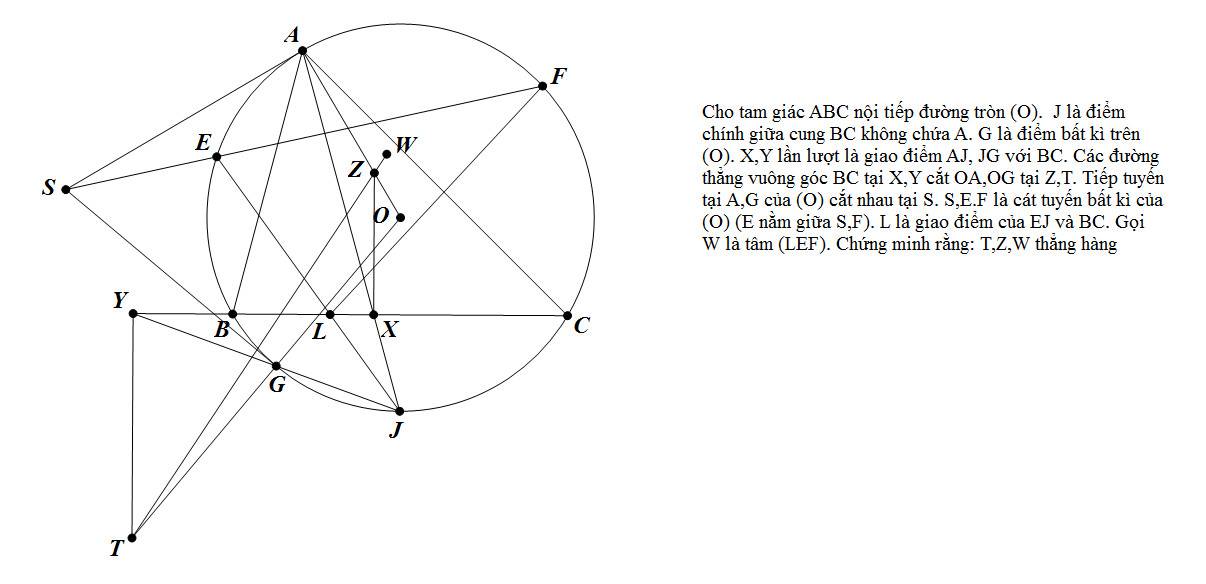 A
F
E
W
Z
S
O
Y
B
L
X
C
G
J
T
Cho tam giác ABC nội tiếp đường tròn (O).  J là điểm
chính giữa cung BC không chứa A. G là điểm bất kì trên
(O). X,Y lần lượt là giao điểm AJ, JG với BC. Các đường
thẳng vuông góc BC tại X,Y cắt OA,OG tại Z,T. Tiếp tuyến
tại A,G của (O) cắt nhau tại S. S,E.F là cát tuyến bất kì của
(O) (E nằm giữa S,F). L là giao điểm của EJ và BC. Gọi
W là tâm (LEF). Chứng minh rằng: T,Z,W thẳng hàng